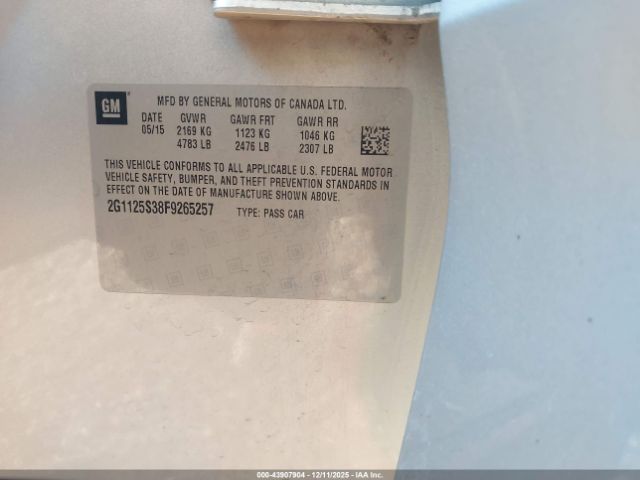 GM
MFD BY GENERAL MOTORS OF CANADA LTD.
DATE GVWR GAWR FRT GAWR RR
05/15 2169 KG 1123 KG 1046 KG
4783 LB 2476 LB 2307 LB
THIS VEHICLE CONFORMS TO ALL APPLICABLE U.S. FEDERAL MOTOR
VEHICLE SAFETY, BUMPER, AND THEFT PREVENTION STANDARDS IN
EFFECT ON THE DATE OF MANUFACTURE SHOWN ABOVE.
2G1125S38F9265257 TYPE: PASS CAR
000-43907904 - 12/11/2025 - IAA Inc.